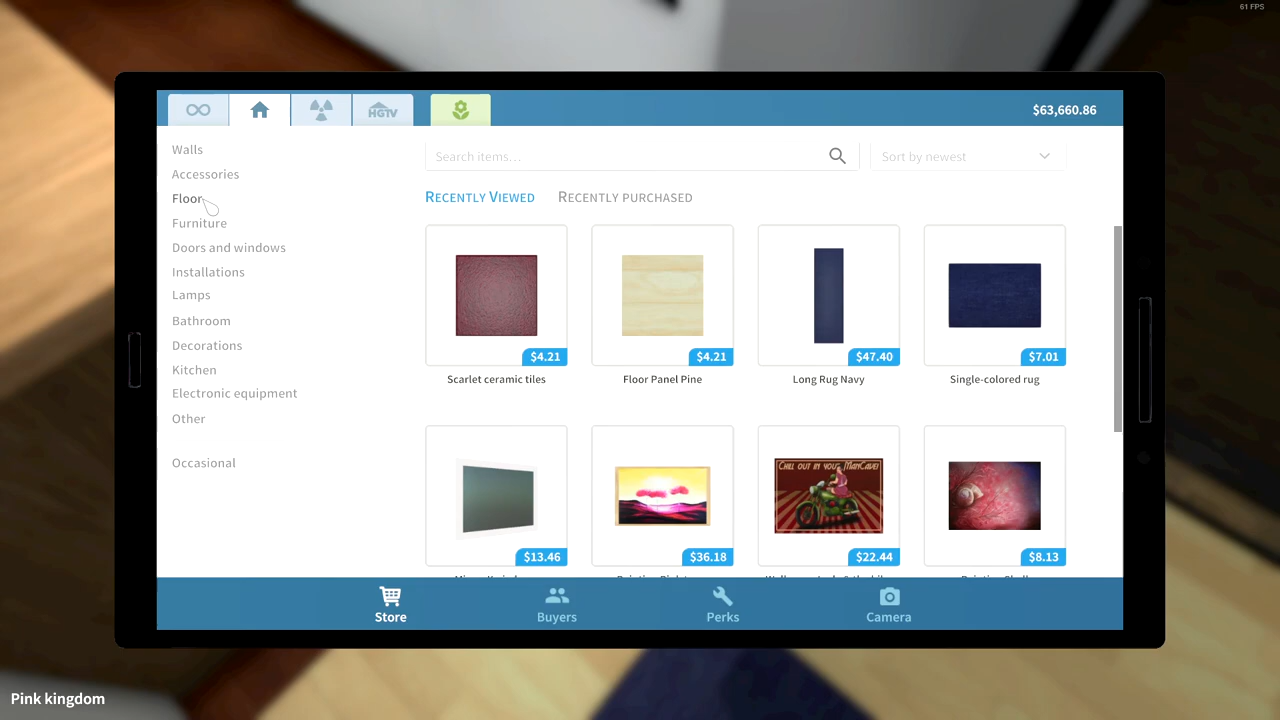 61 FPS
HGTV
$63,660.86
Walls
Accessories
Floor
Furniture
Doors and windows
Installations
Lamps
Bathroom
Decorations
Kitchen
Electronic equipment
Other
Occasional
Search items...
Sort by newest
RECENTLY VIEWED
RECENTLY PURCHASED
$4.21
$4.21
$47.40
$7.01
Scarlet ceramic tiles
Floor Panel Pine
Long Rug Navy
Single-colored rug
CHILL OUT IN YOUR MANCAVE!
$13.46
$36.18
$22.44
$8.13
Store
Buyers
Perks
Camera
Pink kingdom